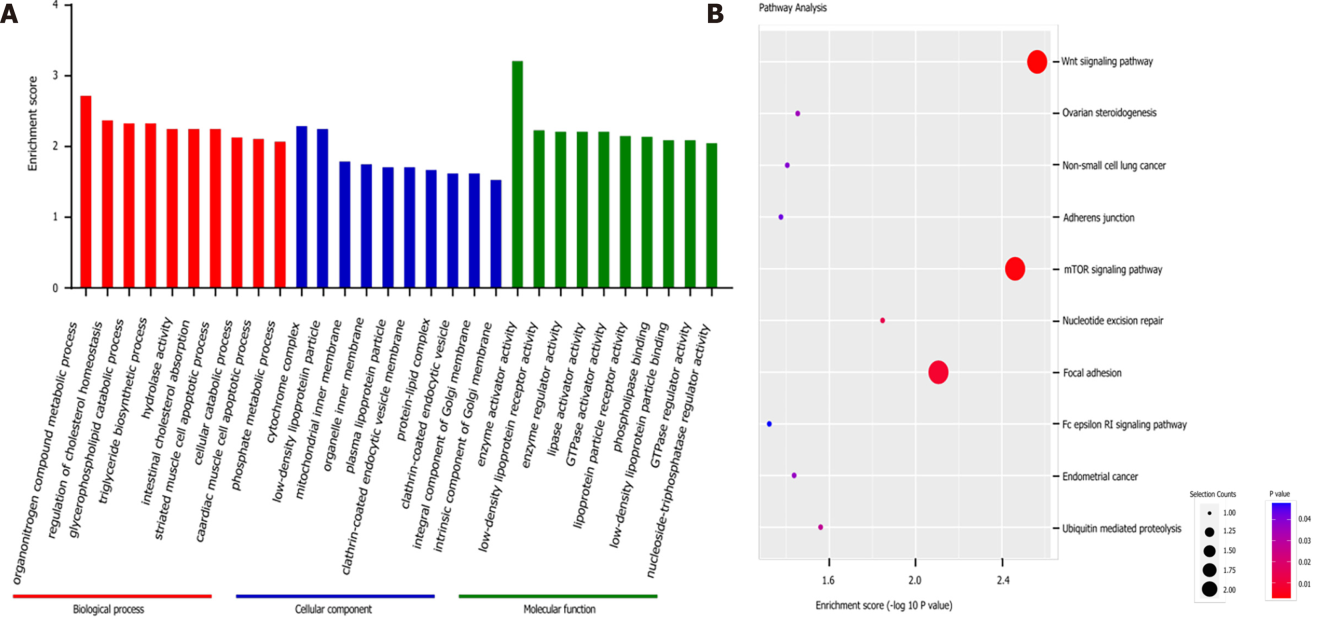 A
4
3
2
1
0
Enrichment score
organonitrogen compound metabolic process
regulation of cholesterol homeostasis
glycerophospholipid catabolic process
triglyceride biosynthetic process
hydrolase activity
intestinal cholesterol absorption
striated muscle cell apoptotic process
cellular catabolic process
caardiac muscle cell apoptotic process
phosphate metabolic process
cytochrome complex
low-density lipoproteiin particle
mitochondrial inner membrane
organelle inner membrane
plasma lipoprotein particle
clathrin-coated endocytic vesicle membrane
protein-lipid complex
clathrin-coated endocytic vesicle
integral component of Golgi membrane
intrinsic component of Golgi membrane
enzyme activator activity
low-density lipoprotein receptor activity
enzyme regulator activity
lipase activator activity
GTPase activator activity
lipoprotein particle receptor activity
phospholipase binding
low-density lipoprotein particle binding
GTPase regulator activity
nucleoside-triphosphatase regulator activity
Biological process
Cellular component
Molecular function
B
Pathway Analysis
Wnt siignaling pathway
Ovarian steroidogenesis
Non-small cell lung cancer
Adherens junction
mTOR signaling pathway
Nucleotide excision repair
Focal adhesion
Fc epsilon RI signaling pathway
Endometrial cancer
Ubiquitin mediated proteolysis
1.6
2.0
2.4
Enrichment score (-log 10 P value)
Selection Counts
1.00
1.25
1.50
1.75
2.00
P value
0.04
0.03
0.02
0.01